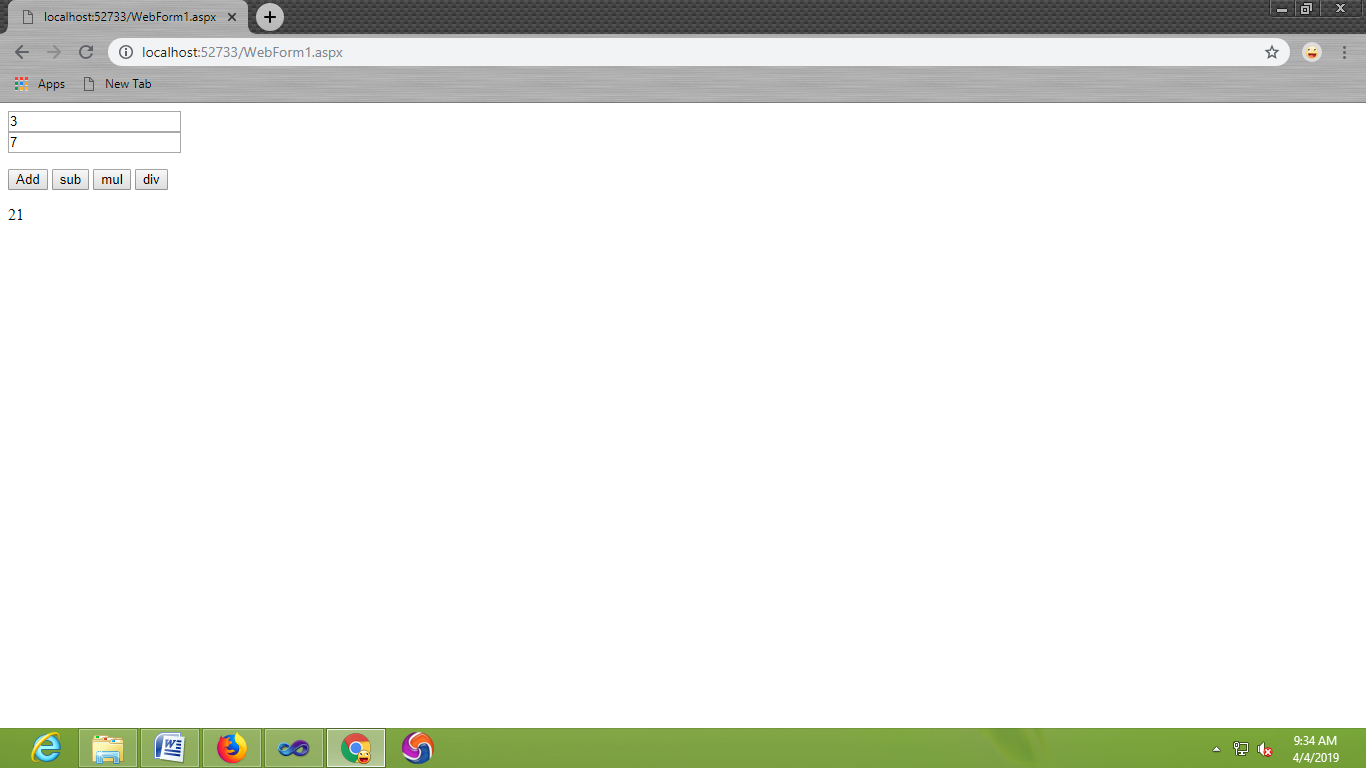 localhost:52733/WebForm1.aspx
localhost:52733/WebForm1.aspx
Apps New Tab
3
7
Add sub mul div
21
9:34 AM
4/4/2019